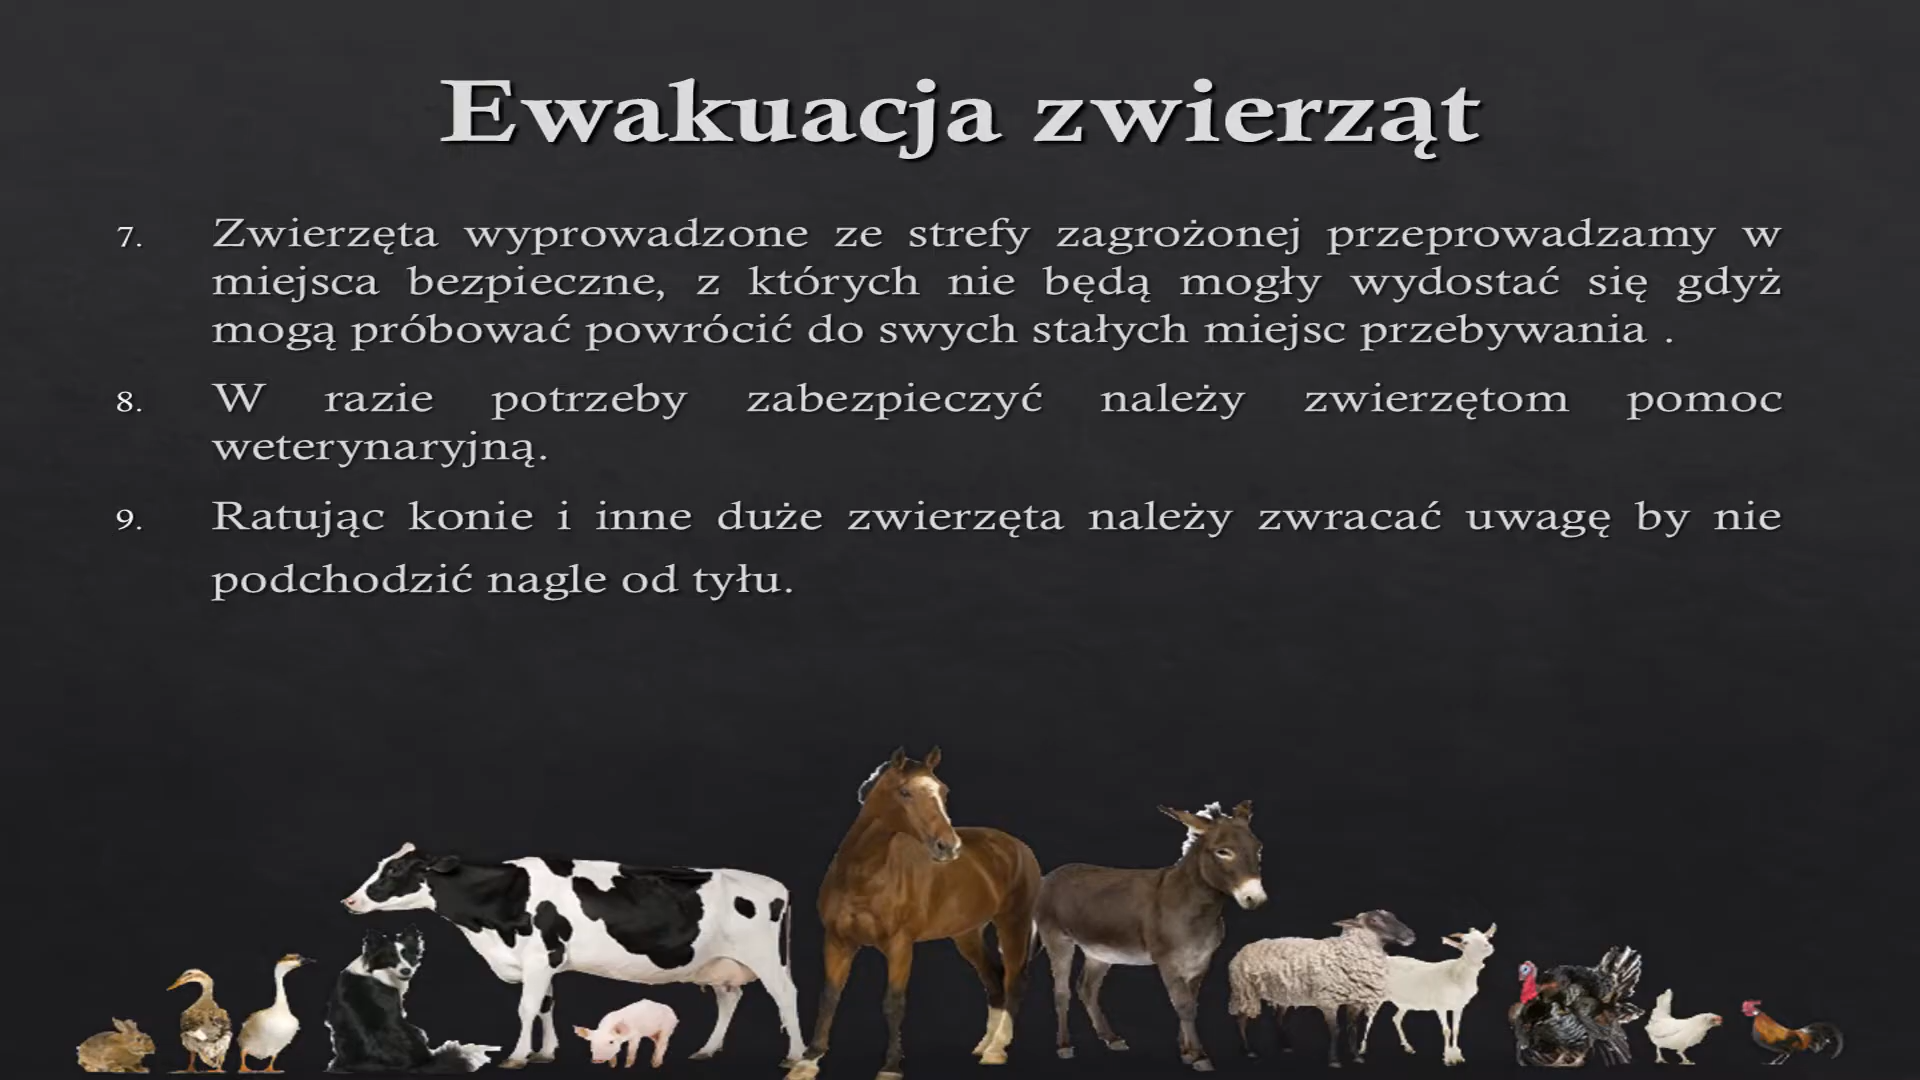 Ewakuacja zwierząt
7. Zwierzęta wyprowadzone ze strefy zagrożonej przeprowadzamy w
miejsca bezpieczne, z których nie będą mogły wydostać się gdyż
mogą próbować powrócić do swych stałych miejsc przebywania .
8. W razie potrzeby zabezpieczyć należy zwierzętom pomoc
weterynaryjną.
9. Ratując konie i inne duże zwierzęta należy zwracać uwagę by nie
podchodzić nagle od tyłu.